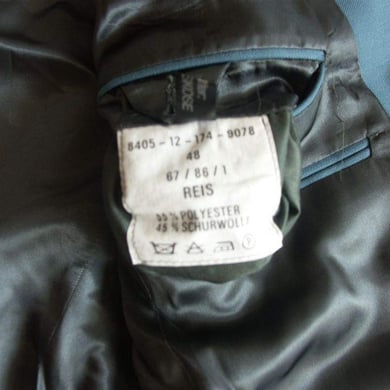 8405-12-174-9078
48
67/86/1
REIS
55% POLYESTER
45% SCHURWOLLE
P